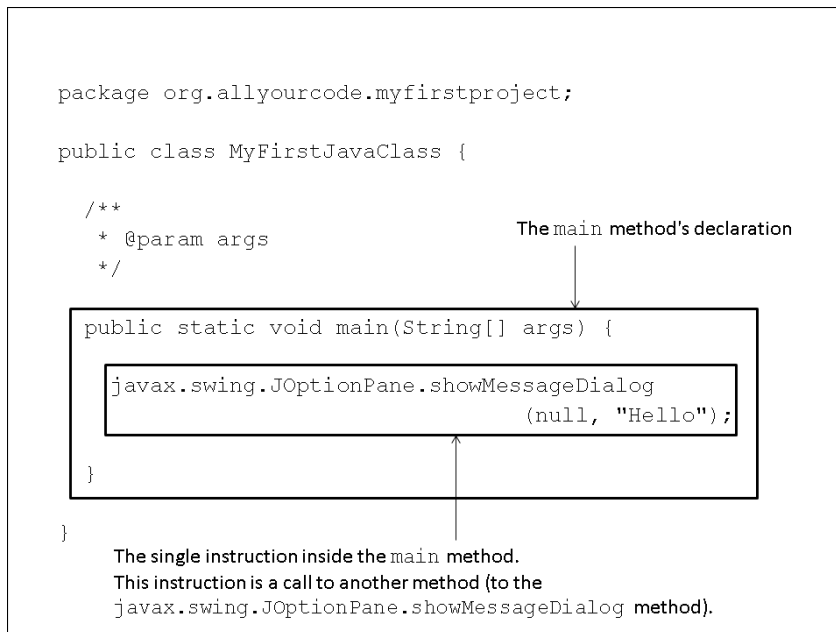 package org.allyourcode.myfirstproject;
public class MyFirstJavaClass {
/**
* @param args
*/
The main method's declaration
public static void main(String[] args) {
javax.swing.JOptionPane.showMessageDialog
(null, "Hello");
}
}
The single instruction inside the main method.
This instruction is a call to another method (to the
javax.swing.JOptionPane.showMessageDialog method).